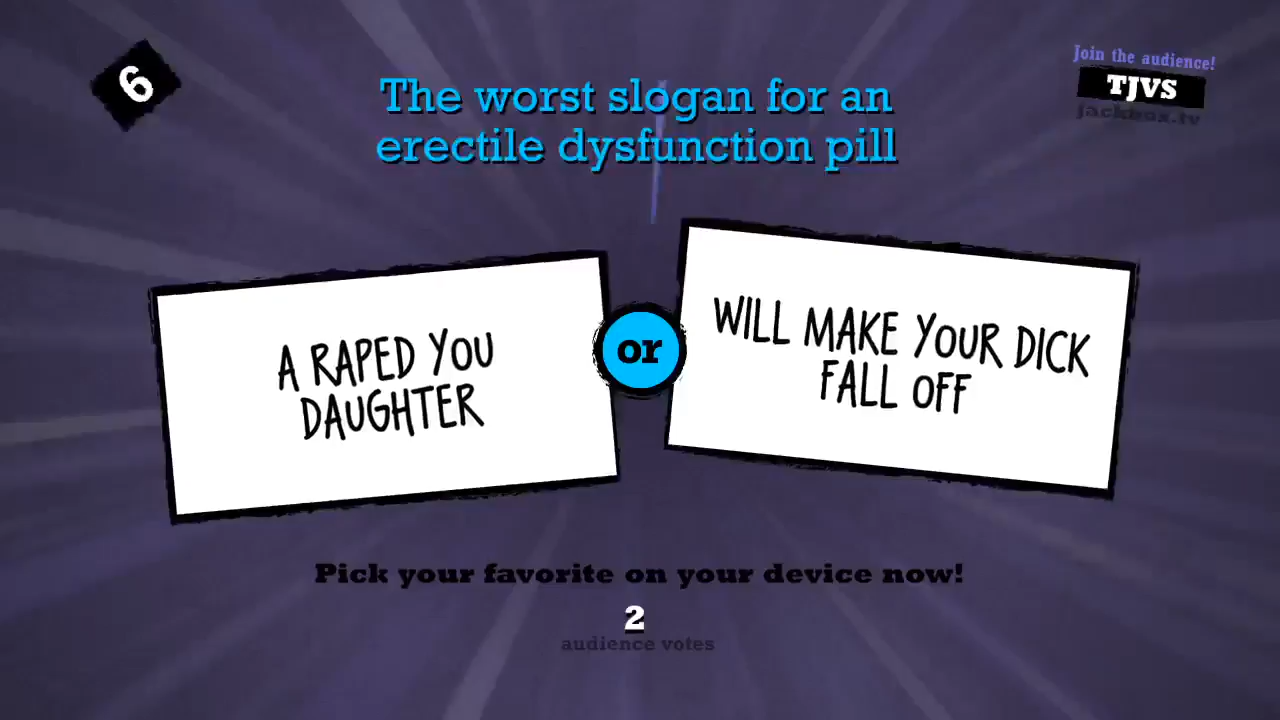 6
Join the audience!
TJVS
jackbox.tv
The worst slogan for an
erectile dysfunction pill
A RAPED YOU
DAUGHTER
or
WILL MAKE YOUR DICK
FALL OFF
Pick your favorite on your device now!
2
audience votes